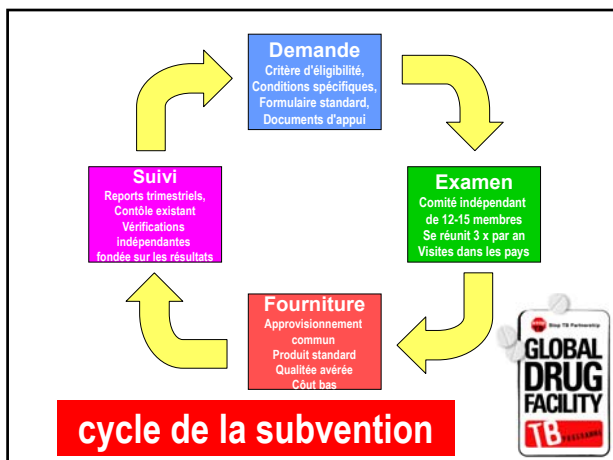 Demande
Critère d'éligibilité,
Conditions spécifiques,
Formulaire standard,
Documents d'appui
Examen
Comité indépendant
de 12-15 membres
Se réunit 3 x par an
Visites dans les pays
Fourniture
Approvisionnement
commun
Produit standard
Qualitée avérée
Côut bas
Suivi
Reports trimestriels,
Contôle existant
Vérifications
indépendantes
fondée sur les résultats
cycle de la subvention
Stop TB Partnership
GLOBAL
DRUG
FACILITY
TB